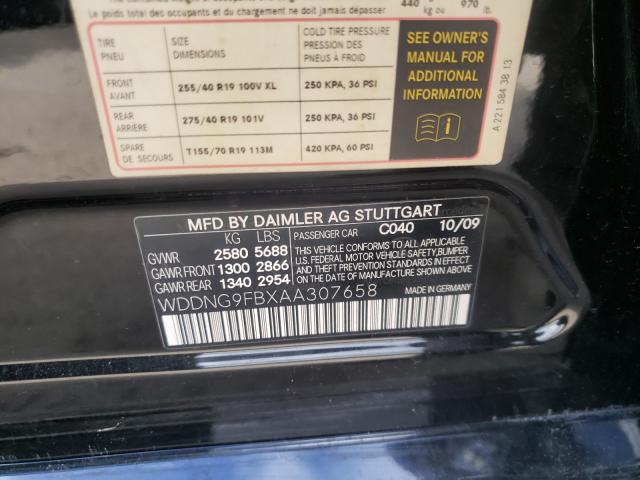 Le poids total des occupants et du chargement ne doit jamais dépasser
440 970
kg ou lb.
TIRE SIZE COLD TIRE PRESSURE
PNEU DIMENSIONS PRESSION DES
PNEUS À FROID
FRONT 255/40 R19 100V XL 250 KPA, 36 PSI
AVANT
REAR 275/40 R19 101V 250 KPA, 36 PSI
ARRIÈRE
SPARE T155/70 R19 113M 420 KPA, 60 PSI
DE SECOURS
SEE OWNER'S
MANUAL FOR
ADDITIONAL
INFORMATION
A 221 584 38 13
MFD BY DAIMLER AG STUTTGART
KG LBS PASSENGER CAR C040 10/09
GVWR 2580 5688
GAWR FRONT 1300 2866
GAWR REAR 1340 2954
THIS VEHICLE CONFORMS TO ALL APPLICABLE
U.S. FEDERAL MOTOR VEHICLE SAFETY, BUMPER
AND THEFT PREVENTION STANDARDS IN EFFECT ON
THE DATE OF MANUFACTURE SHOWN ABOVE.
WDDNG9FBXAA307658